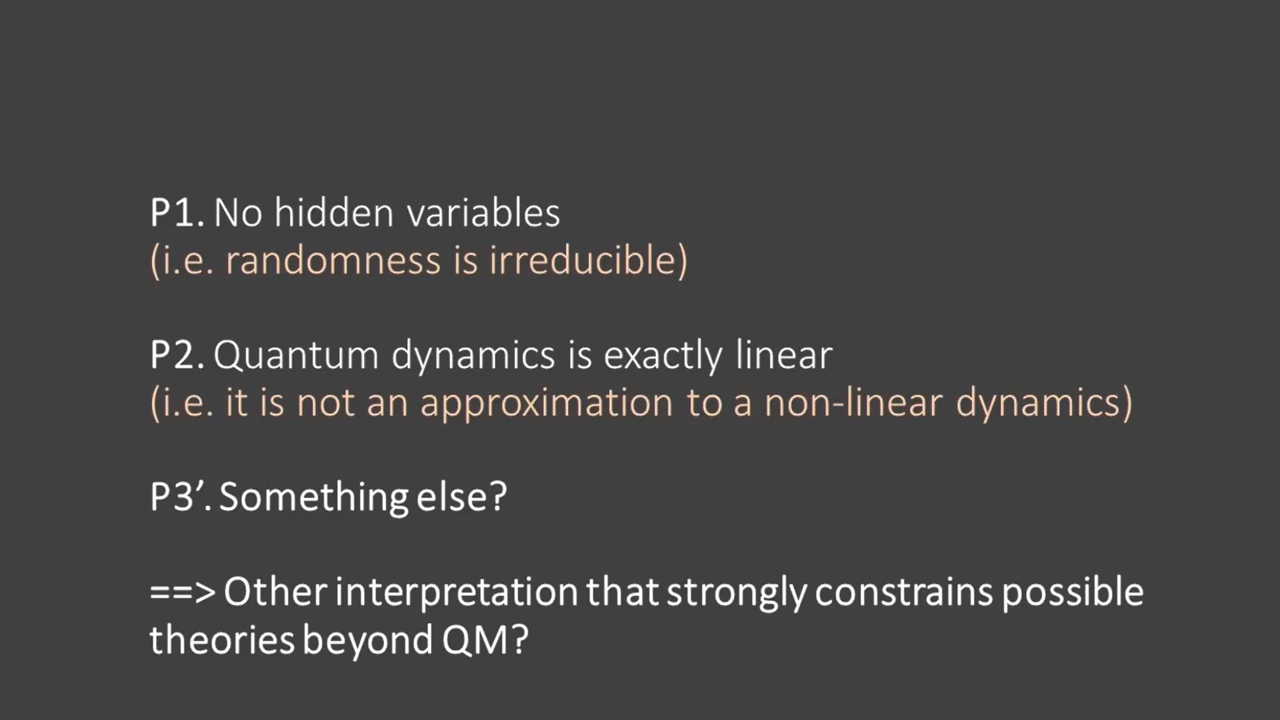 P1. No hidden variables
(i.e. randomness is irreducible)
P2. Quantum dynamics is exactly linear
(i.e. it is not an approximation to a non-linear dynamics)
P3’. Something else?
==> Other interpretation that strongly constrains possible
theories beyond QM?